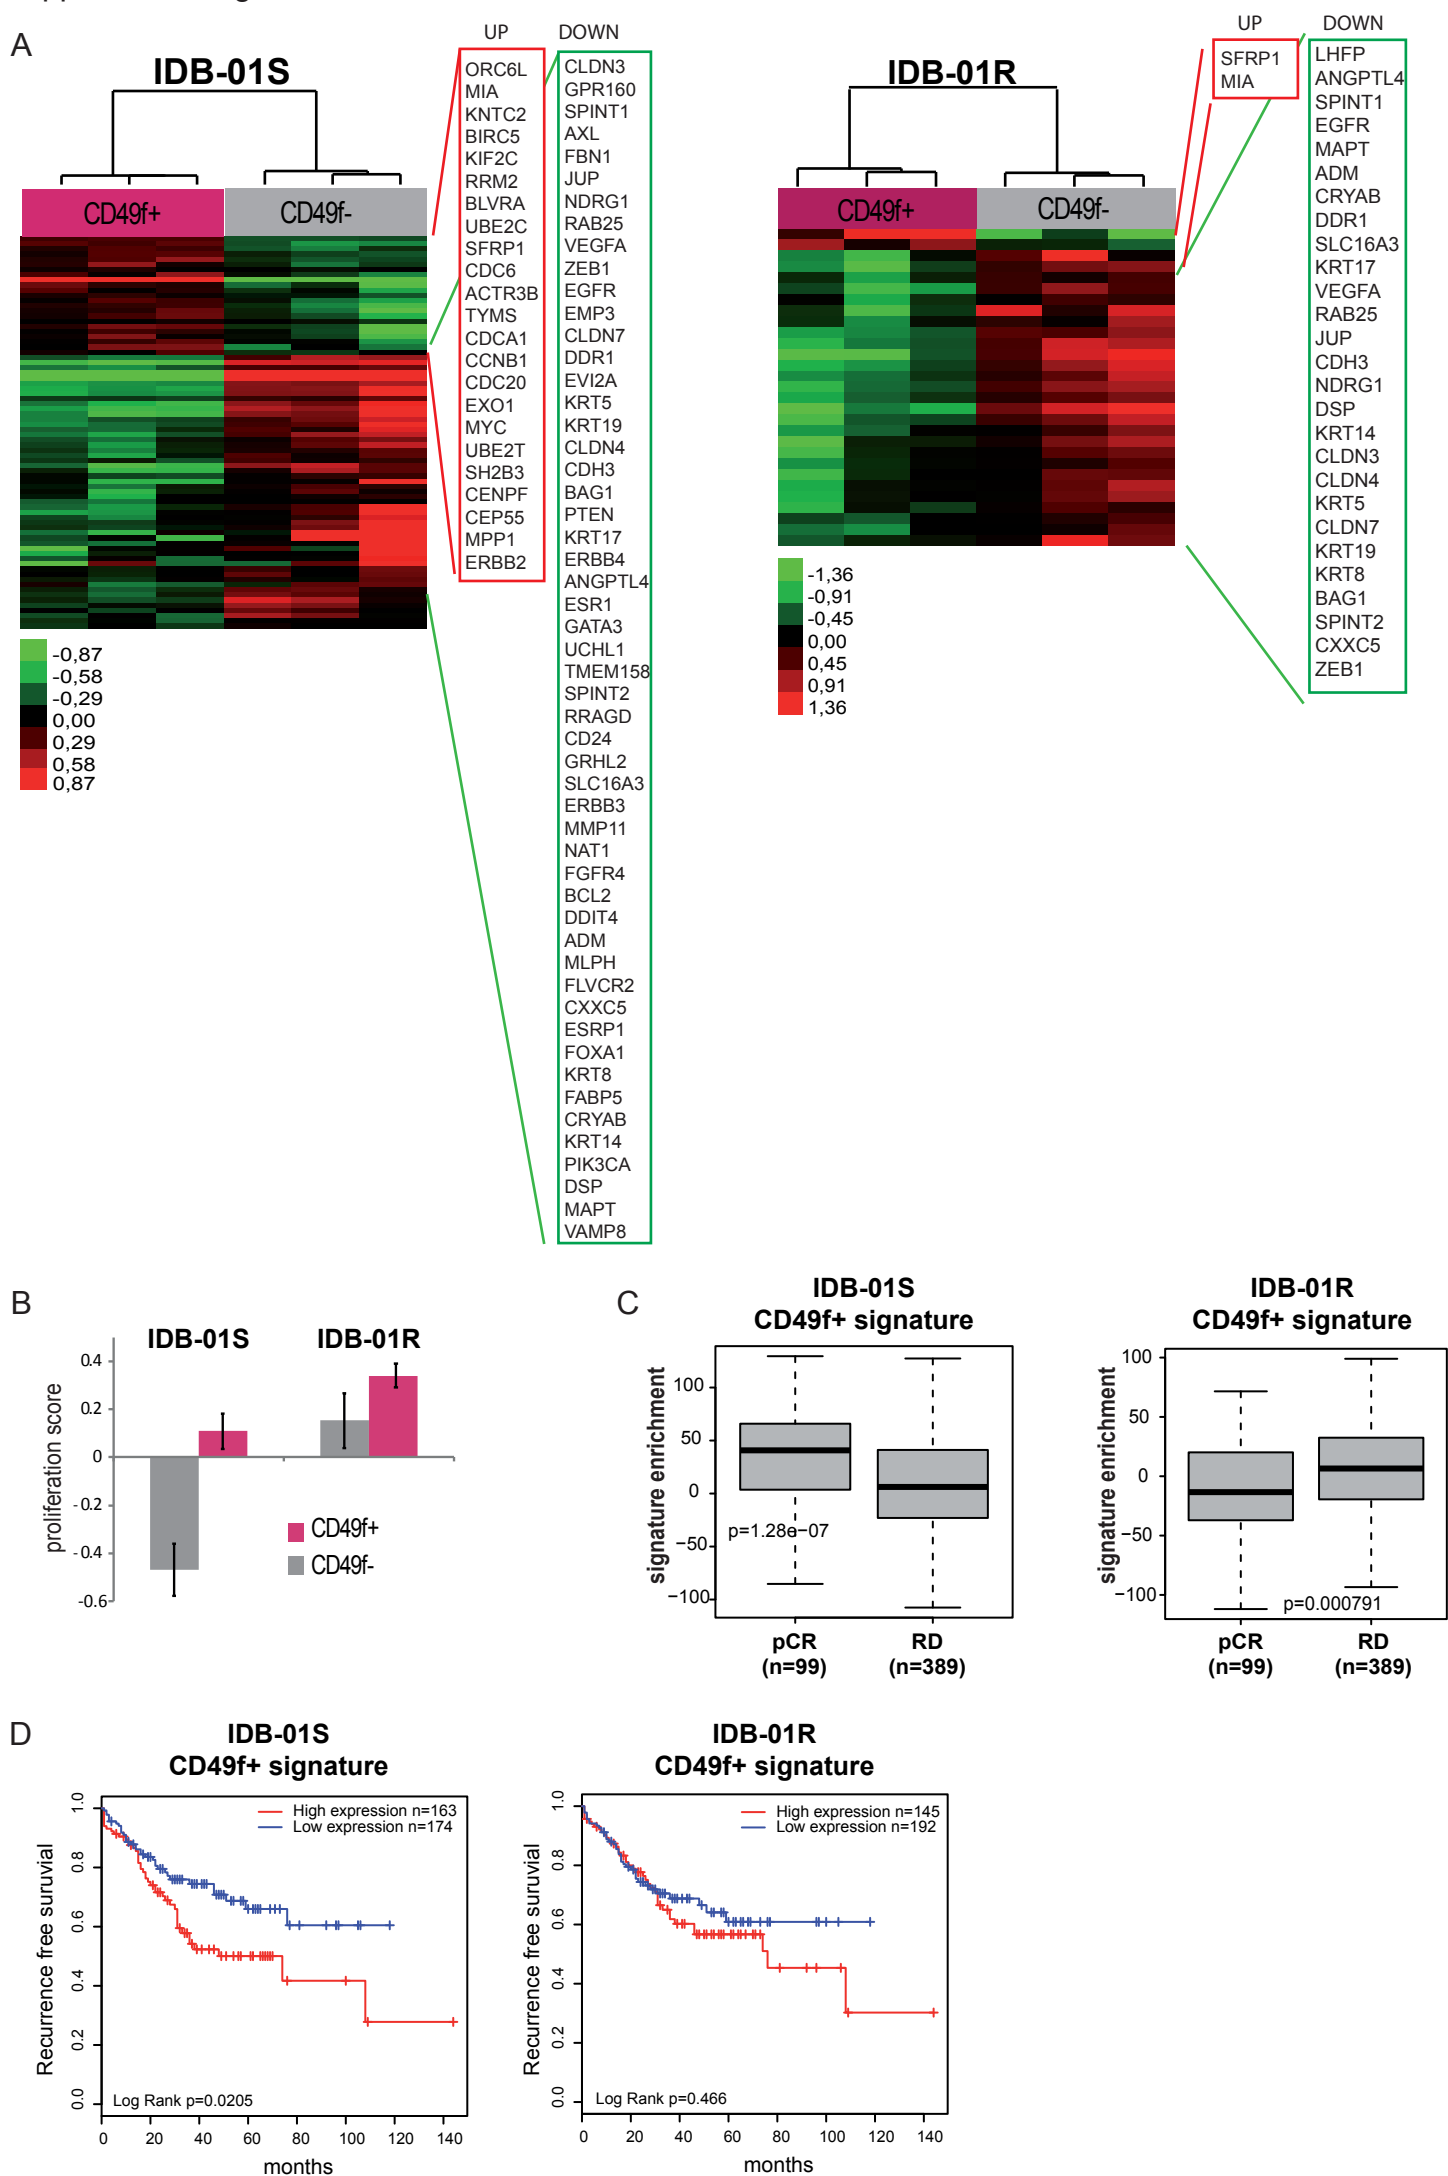 A
IDB-01S
UP
DOWN
CD49f+
CD49f-
ORC6L
MIA
KNTC2
BIRC5
KIF2C
RRM2
BLVRA
UBE2C
SFRP1
CDC6
ACTR3B
TYMS
CDCA1
CCNB1
CDC20
EXO1
MYC
UBE2T
SH2B3
CENPF
CEP55
MPP1
ERBB2
CLDN3
GPR160
SPINT1
AXL
FBN1
JUP
NDRG1
RAB25
VEGFA
ZEB1
EGFR
EMP3
CLDN7
DDR1
EVI2A
KRT5
KRT19
CLDN4
CDH3
BAG1
PTEN
KRT17
ERBB4
ANGPTL4
ESR1
GATA3
UCHL1
TMEM158
SPINT2
RRAGD
CD24
GRHL2
SLC16A3
ERBB3
MMP11
NAT1
FGFR4
BCL2
DDIT4
ADM
MLPH
FLVCR2
CXXC5
ESRP1
FOXA1
KRT8
FABP5
CRYAB
KRT14
PIK3CA
DSP
MAPT
VAMP8
-0,87
-0,58
-0,29
0,00
0,29
0,58
0,87
IDB-01R
UP
DOWN
CD49f+
CD49f-
SFRP1
MIA
LHFP
ANGPTL4
SPINT1
EGFR
MAPT
ADM
CRYAB
DDR1
SLC16A3
KRT17
VEGFA
RAB25
JUP
CDH3
NDRG1
DSP
KRT14
CLDN3
CLDN4
KRT5
CLDN7
KRT19
KRT8
BAG1
SPINT2
CXXC5
ZEB1
-1,36
-0,91
-0,45
0,00
0,45
0,91
1,36
B
IDB-01S
IDB-01R
proliferation score
0.4
0.2
0
-0.2
-0.4
-0.6
CD49f+
CD49f-
C
IDB-01S
CD49f+ signature
signature enrichment
100
50
0
−50
−100
p=1.28e−07
pCR
(n=99)
RD
(n=389)
IDB-01R
CD49f+ signature
signature enrichment
100
50
0
−50
−100
p=0.000791
pCR
(n=99)
RD
(n=389)
D
IDB-01S
CD49f+ signature
Recurrence free suruvial
1.0
0.8
0.6
0.4
0.2
0.0
High expression n=163
Low expression n=174
Log Rank p=0.0205
0 20 40 60 80 100 120 140
months
IDB-01R
CD49f+ signature
Recurrence free suruvial
1.0
0.8
0.6
0.4
0.2
0.0
High expression n=145
Low expression n=192
Log Rank p=0.466
0 20 40 60 80 100 120 140
months